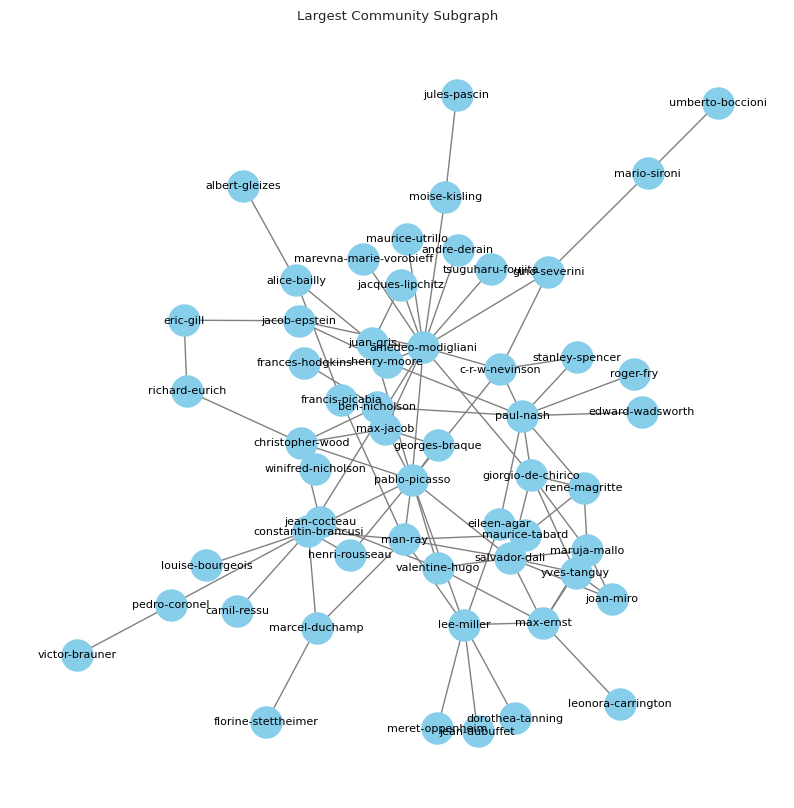 Largest Community Subgraph
jules-pascin
umberto-boccioni
mario-sironi
albert-gleizes
moise-kisling
maurice-utrillo
andre-derain
marevna-marie-vorobieff
tsuguharu-foujita
gino-severini
alice-bailly
jacques-lipchitz
eric-gill
jacob-epstein
juan-gris
amedeo-modigliani
stanley-spencer
frances-hodgkins
henry-moore
c-r-w-nevinson
roger-fry
richard-eurich
francis-picabia
ben-nicholson
paul-nash
edward-wadsworth
max-jacob
christopher-wood
georges-braque
winifred-nicholson
pablo-picasso
giorgio-de-chirico
rene-magritte
jean-cocteau
eileen-agar
constantin-brancusi
man-ray
maurice-tabard
henri-rousseau
salvador-dali
maruja-mallo
louise-bourgeois
valentine-hugo
yves-tanguy
pedro-coronel
camil-ressu
joan-miro
marcel-duchamp
lee-miller
max-ernst
victor-brauner
leonora-carrington
florine-stettheimer
dorothea-tanning
meret-oppenheim
jean-dubuffet